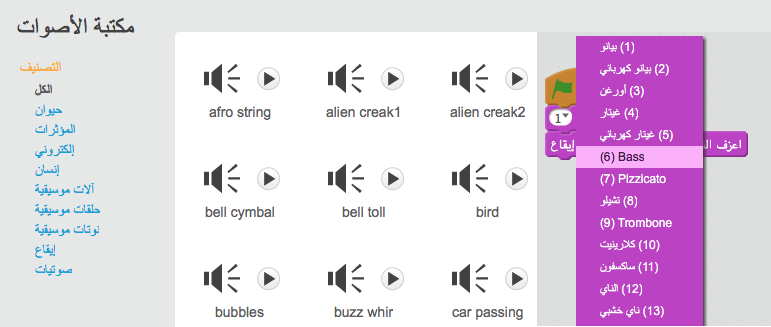 مكتبة الأصوات
التصنيف
الكل
حيوان
المؤثرات
إلكتروني
إنسان
آلات موسيقية
حلقات موسيقية
نوتات موسيقية
إيقاع
صوتيات
afro string
alien creak1
alien creak2
bell cymbal
bell toll
bird
bubbles
buzz whir
car passing
1
اعزف
إيقاع
(1) بيانو
(2) بيانو كهربائي
(3) أورغن
(4) غيتار
(5) غيتار كهربائي
(6) Bass
(7) Pizzicato
(8) تشيلو
(9) Trombone
(10) كلارينيت
(11) ساكسفون
(12) الناي
(13) ناي خشبي